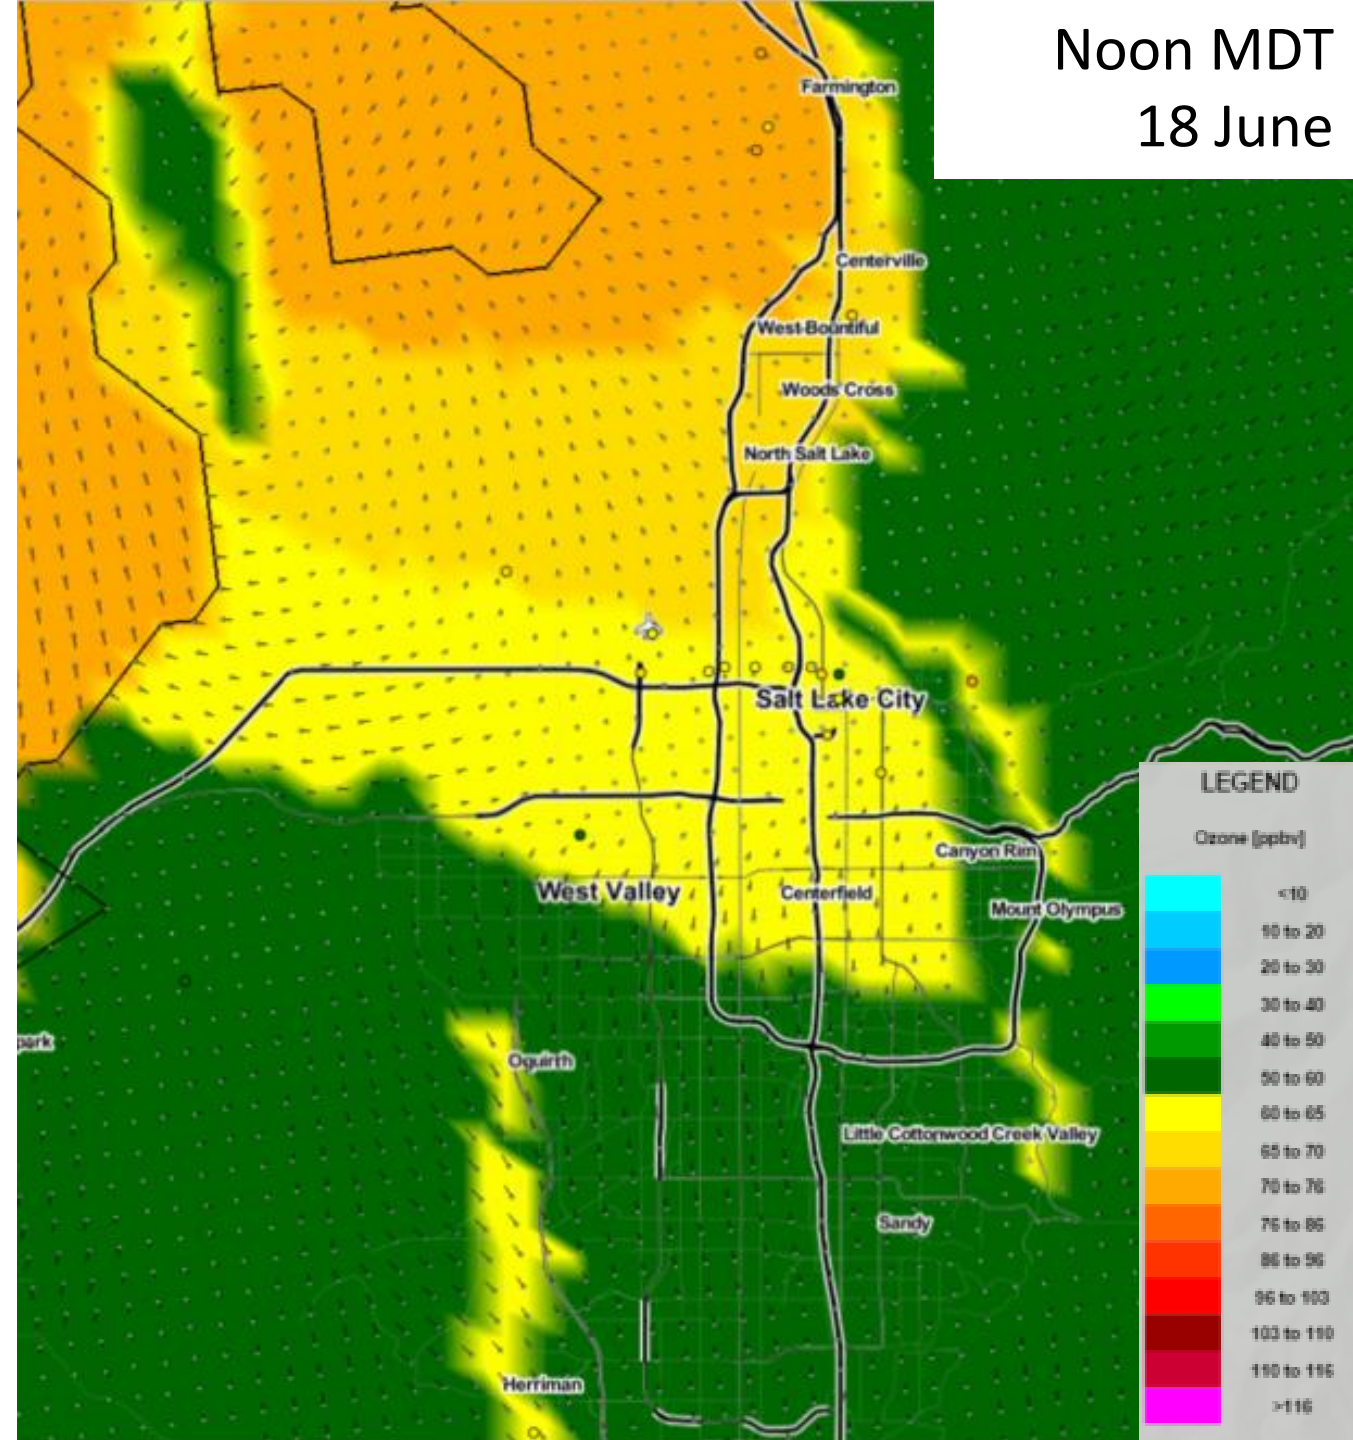 Noon MDT
18 June
Farmington
Centerville
West Bountiful
Woods Cross
North Salt Lake
Salt Lake City
Canyon Rim
West Valley
Centerfield
Mount Olympus
park
Oquirrh
Little Cottonwood Creek Valley
Sandy
Herriman
LEGEND
Ozone [ppbv]
<10
10 to 20
20 to 30
30 to 40
40 to 50
50 to 60
60 to 65
65 to 70
70 to 76
76 to 86
86 to 96
96 to 103
103 to 110
110 to 116
>116